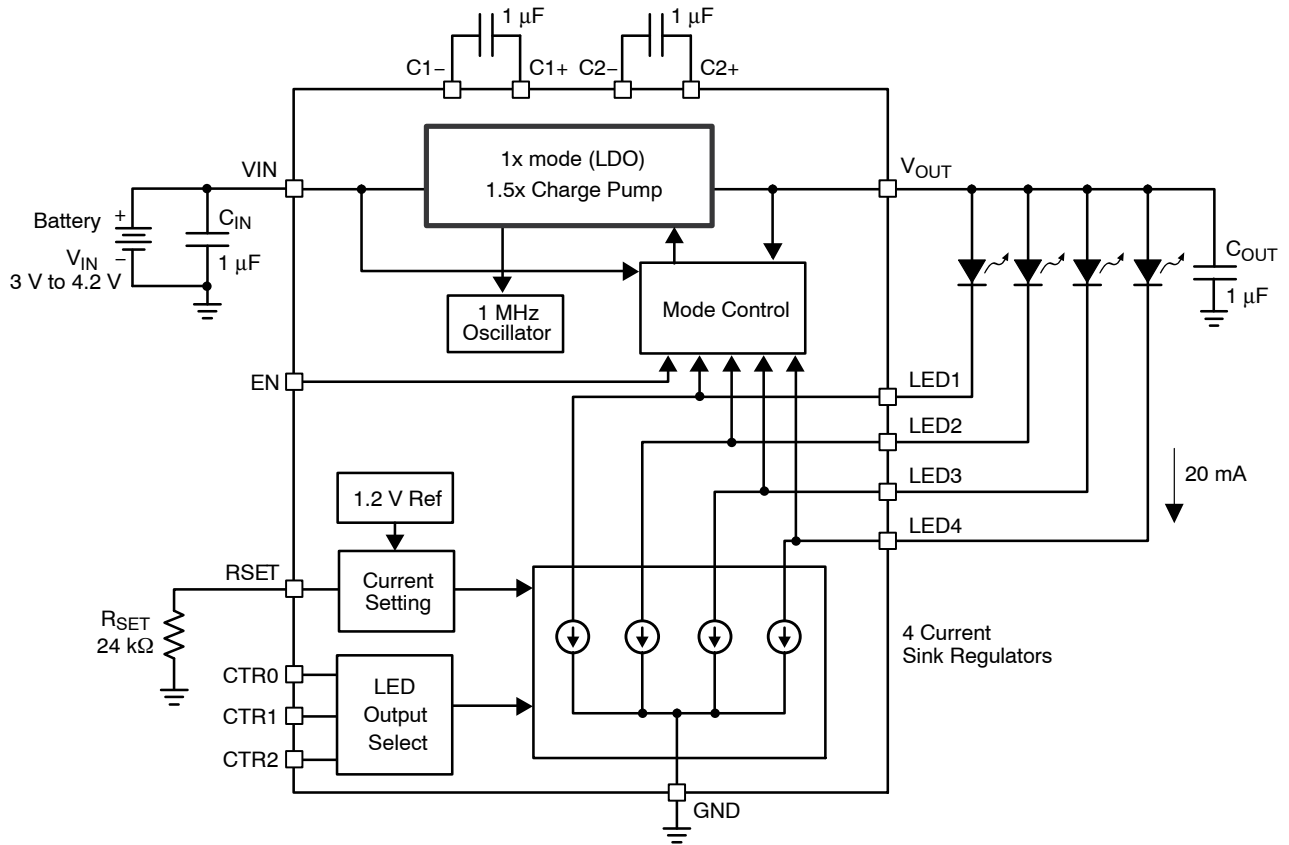 1 μF
1 μF
C1−
C1+
C2−
C2+
1x mode (LDO)
1.5x Charge Pump
VIN
VOUT
Battery
+
−
VIN
3 V to 4.2 V
CIN
1 μF
1 MHz
Oscillator
Mode Control
COUT
1 μF
EN
LED1
LED2
LED3
LED4
20 mA
1.2 V Ref
RSET
Current
Setting
RSET
24 kΩ
4 Current
Sink Regulators
CTR0
CTR1
CTR2
LED
Output
Select
GND